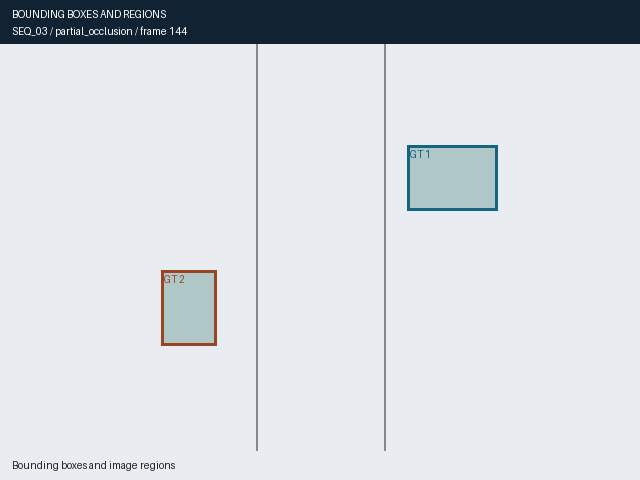 BOUNDING BOXES AND REGIONS
SEQ_03 / partial_occlusion / frame 144
GT1
GT2
Bounding boxes and image regions